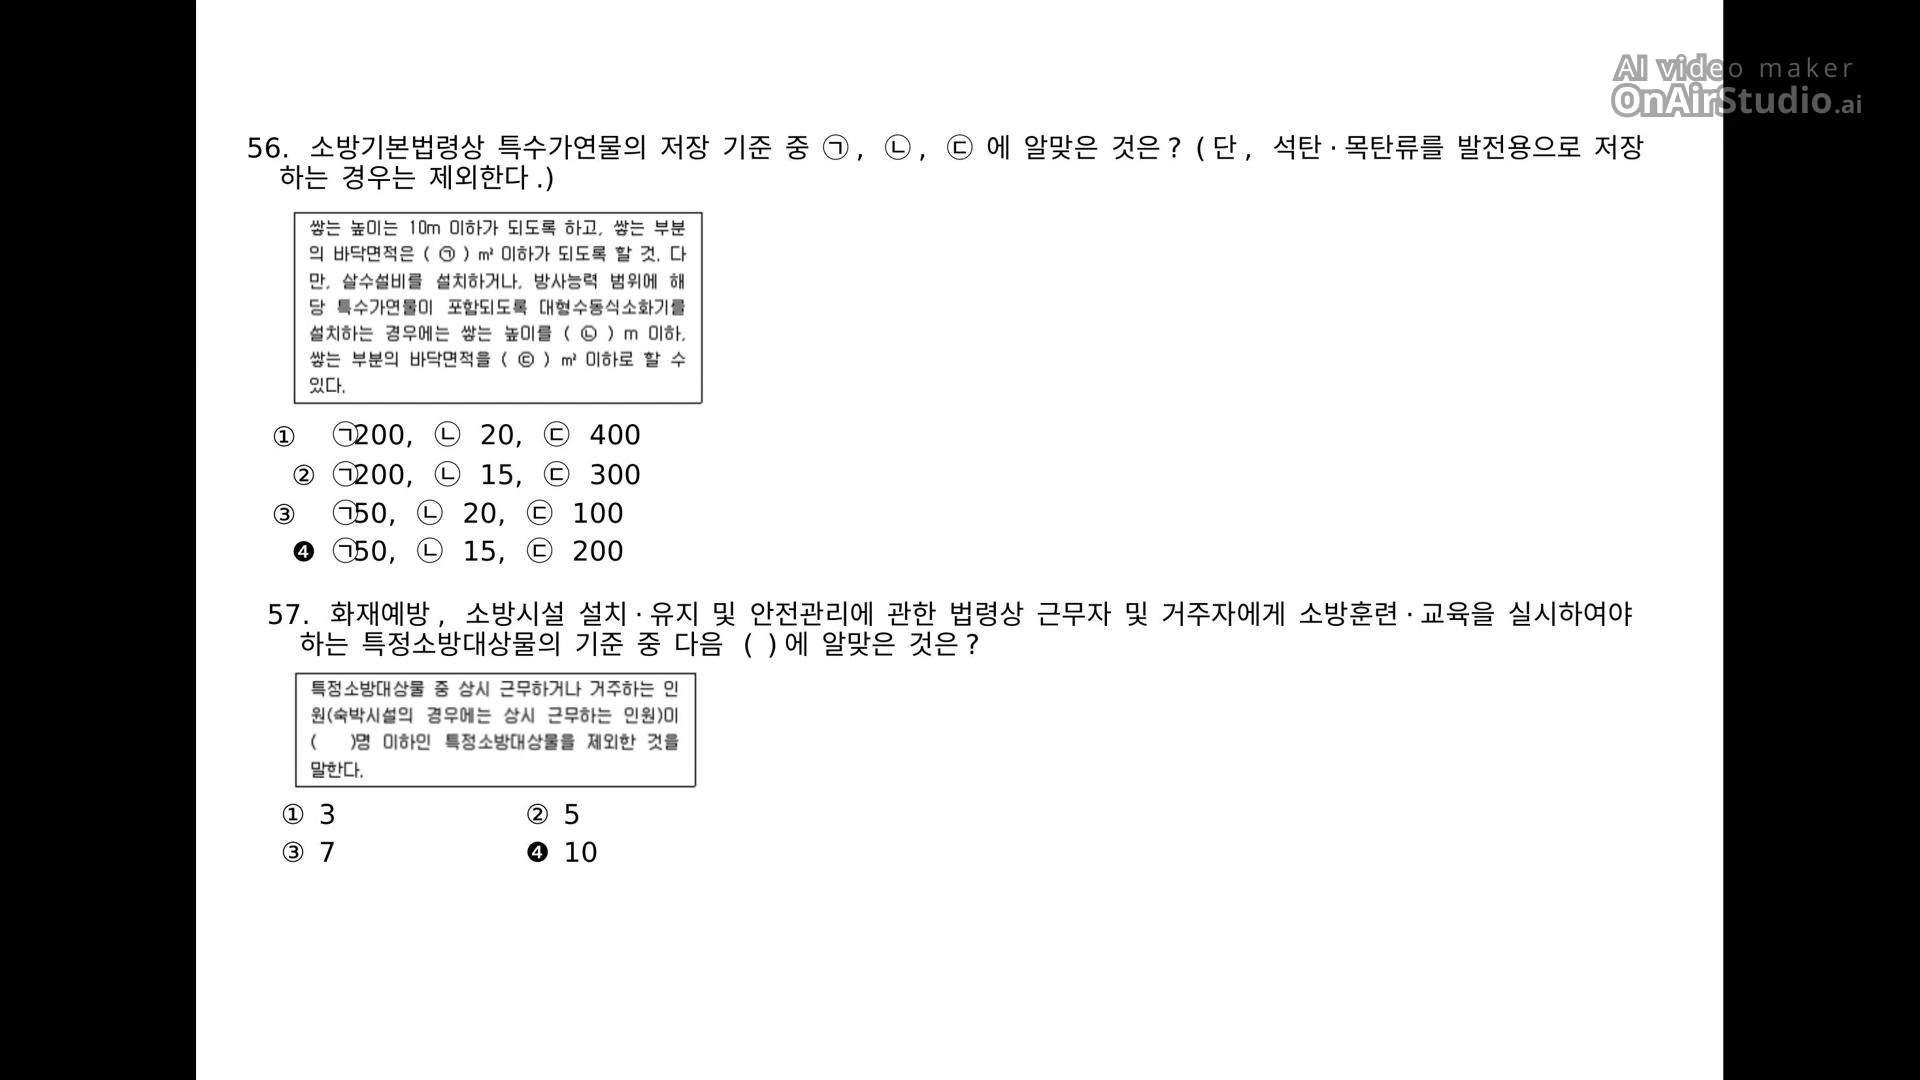 AI video maker
OnAirStudio.ai
56. 소방기본법령상 특수가연물의 저장 기준 중 ㉠, ㉡, ㉢ 에 알맞은 것은? (단, 석탄·목탄류를 발전용으로 저장
하는 경우는 제외한다.)
쌓는 높이는 10m 이하가 되도록 하고, 쌓는 부분
의 바닥면적은 ( ㉠ ) ㎡ 이하가 되도록 할 것. 다
만, 살수설비를 설치하거나, 방사능력 범위에 해
당 특수가연물이 포함되도록 대형수동식소화기를
설치하는 경우에는 쌓는 높이를 ( ㉡ ) m 이하,
쌓는 부분의 바닥면적을 ( ㉢ ) ㎡ 이하로 할 수
있다.
① ㉠200, ㉡ 20, ㉢ 400
② ㉠200, ㉡ 15, ㉢ 300
③ ㉠50, ㉡ 20, ㉢ 100
❹ ㉠50, ㉡ 15, ㉢ 200
57. 화재예방, 소방시설 설치·유지 및 안전관리에 관한 법령상 근무자 및 거주자에게 소방훈련·교육을 실시하여야
하는 특정소방대상물의 기준 중 다음 ( )에 알맞은 것은?
특정소방대상물 중 상시 근무하거나 거주하는 인
원(숙박시설의 경우에는 상시 근무하는 인원)이
( )명 이하인 특정소방대상물을 제외한 것을
말한다.
① 3 ② 5
③ 7 ❹ 10